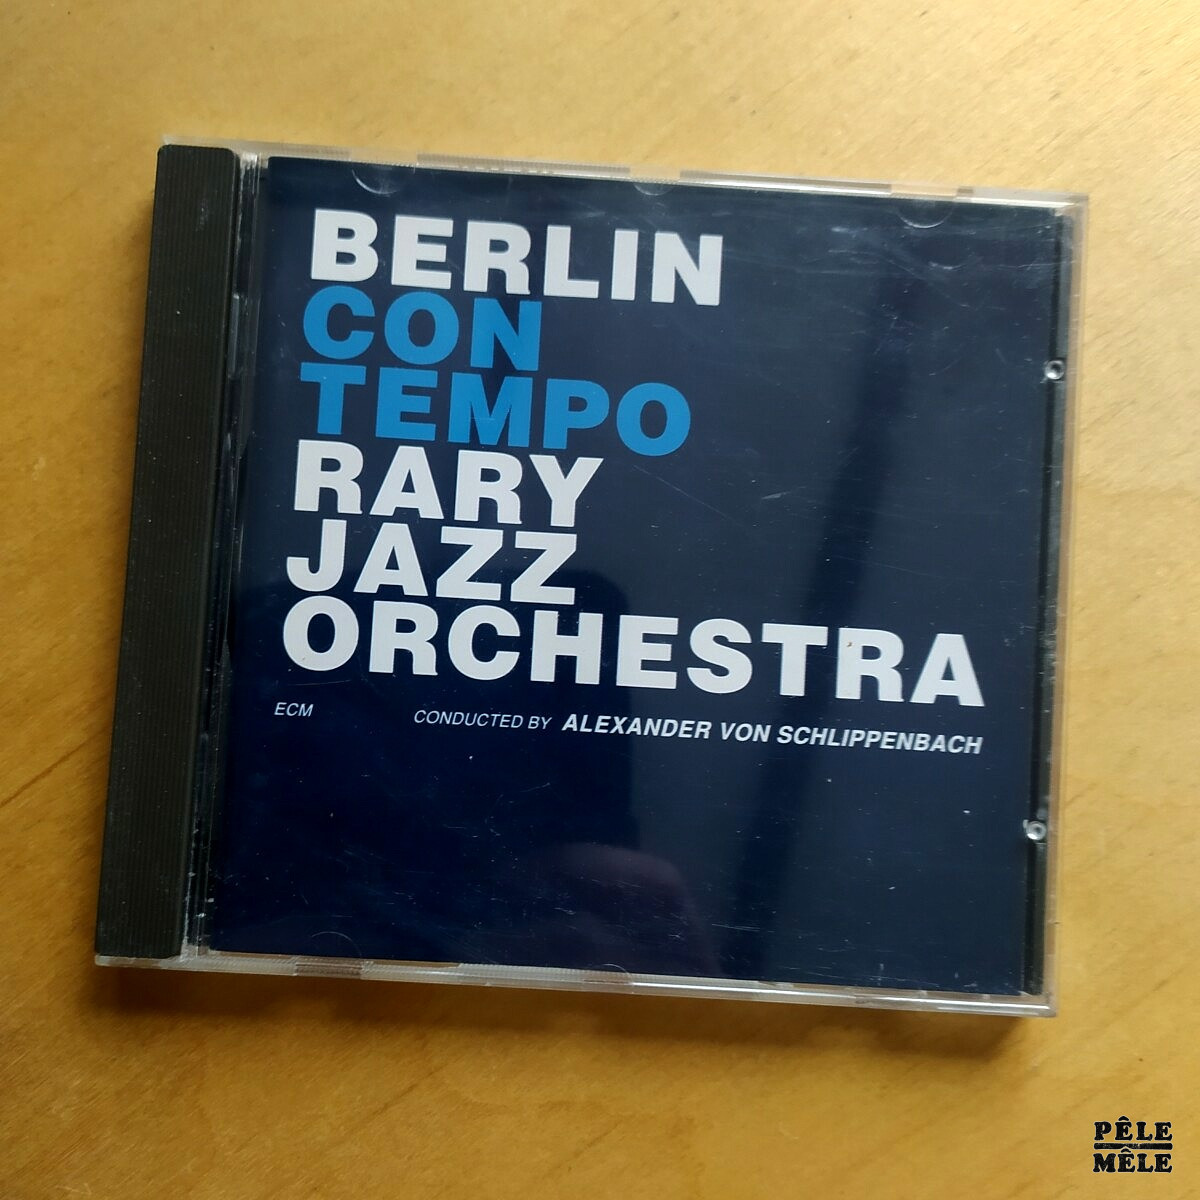 BERLIN
CON
TEMPO
RARY
JAZZ
ORCHESTRA
ECM CONDUCTED BY ALEXANDER VON SCHLIPPENBACH
PÊLE
MÊLE